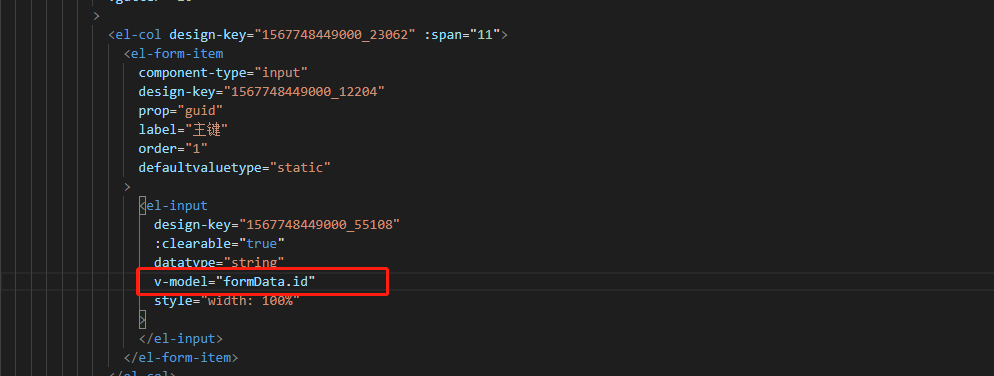 >
<el-col design-key="1567748449000_23062" :span="11">
<el-form-item
component-type="input"
design-key="1567748449000_12204"
prop="guid"
label="主键"
order="1"
defaultvaluetype="static"
>
<el-input
design-key="1567748449000_55108"
:clearable="true"
datatype="string"
v-model="formData.id"
style="width: 100%"
>
</el-input>
</el-form-item>
</el-col>